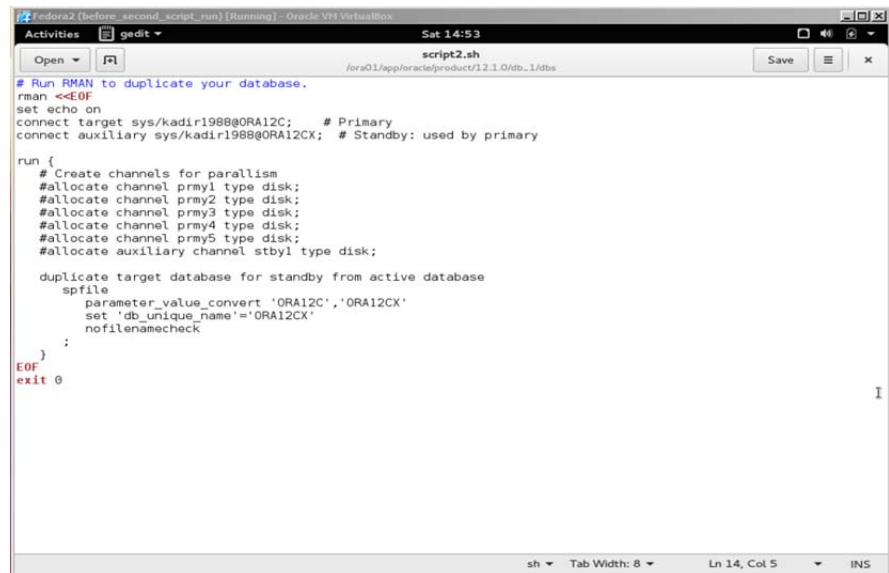 Fedora2 (before_second_script_run) [Running] - Oracle VM VirtualBox
Activities gedit Sat 14:53
Open script2.sh Save
/ora01/app/oracle/product/12.1.0/db_1/dbs
# Run RMAN to duplicate your database.
rman <<EOF
set echo on
connect target sys/kadir1988@ORA12C; # Primary
connect auxiliary sys/kadir1988@ORA12CX; # Standby: used by primary
run {
# Create channels for parallism
#allocate channel prmy1 type disk;
#allocate channel prmy2 type disk;
#allocate channel prmy3 type disk;
#allocate channel prmy4 type disk;
#allocate channel prmy5 type disk;
#allocate auxiliary channel stby1 type disk;
duplicate target database for standby from active database
spfile
parameter_value_convert 'ORA12C','ORA12CX'
set 'db_unique_name'='ORA12CX'
nofilenamecheck
;
}
EOF
exit 0
sh Tab Width: 8 Ln 14, Col 5 INS